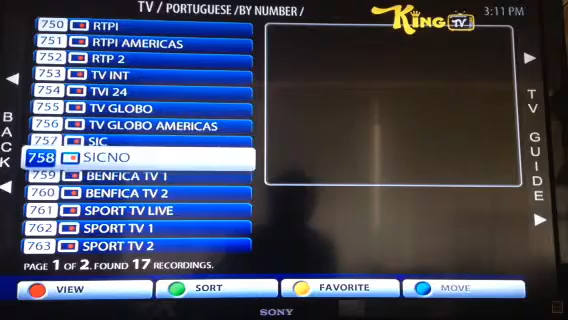 TV / PORTUGUESE /BY NUMBER /
KING TV
3:11 PM
750 RTPI
751 RTPI AMERICAS
752 RTP 2
753 TV INT
754 TVI 24
755 TV GLOBO
756 TV GLOBO AMERICAS
757 SIC
758 SICNO
759 BENFICA TV 1
760 BENFICA TV 2
761 SPORT TV LIVE
762 SPORT TV 1
763 SPORT TV 2
BACK
TV GUIDE
PAGE 1 OF 2. FOUND 17 RECORDINGS.
VIEW SORT FAVORITE MOVE
SONY